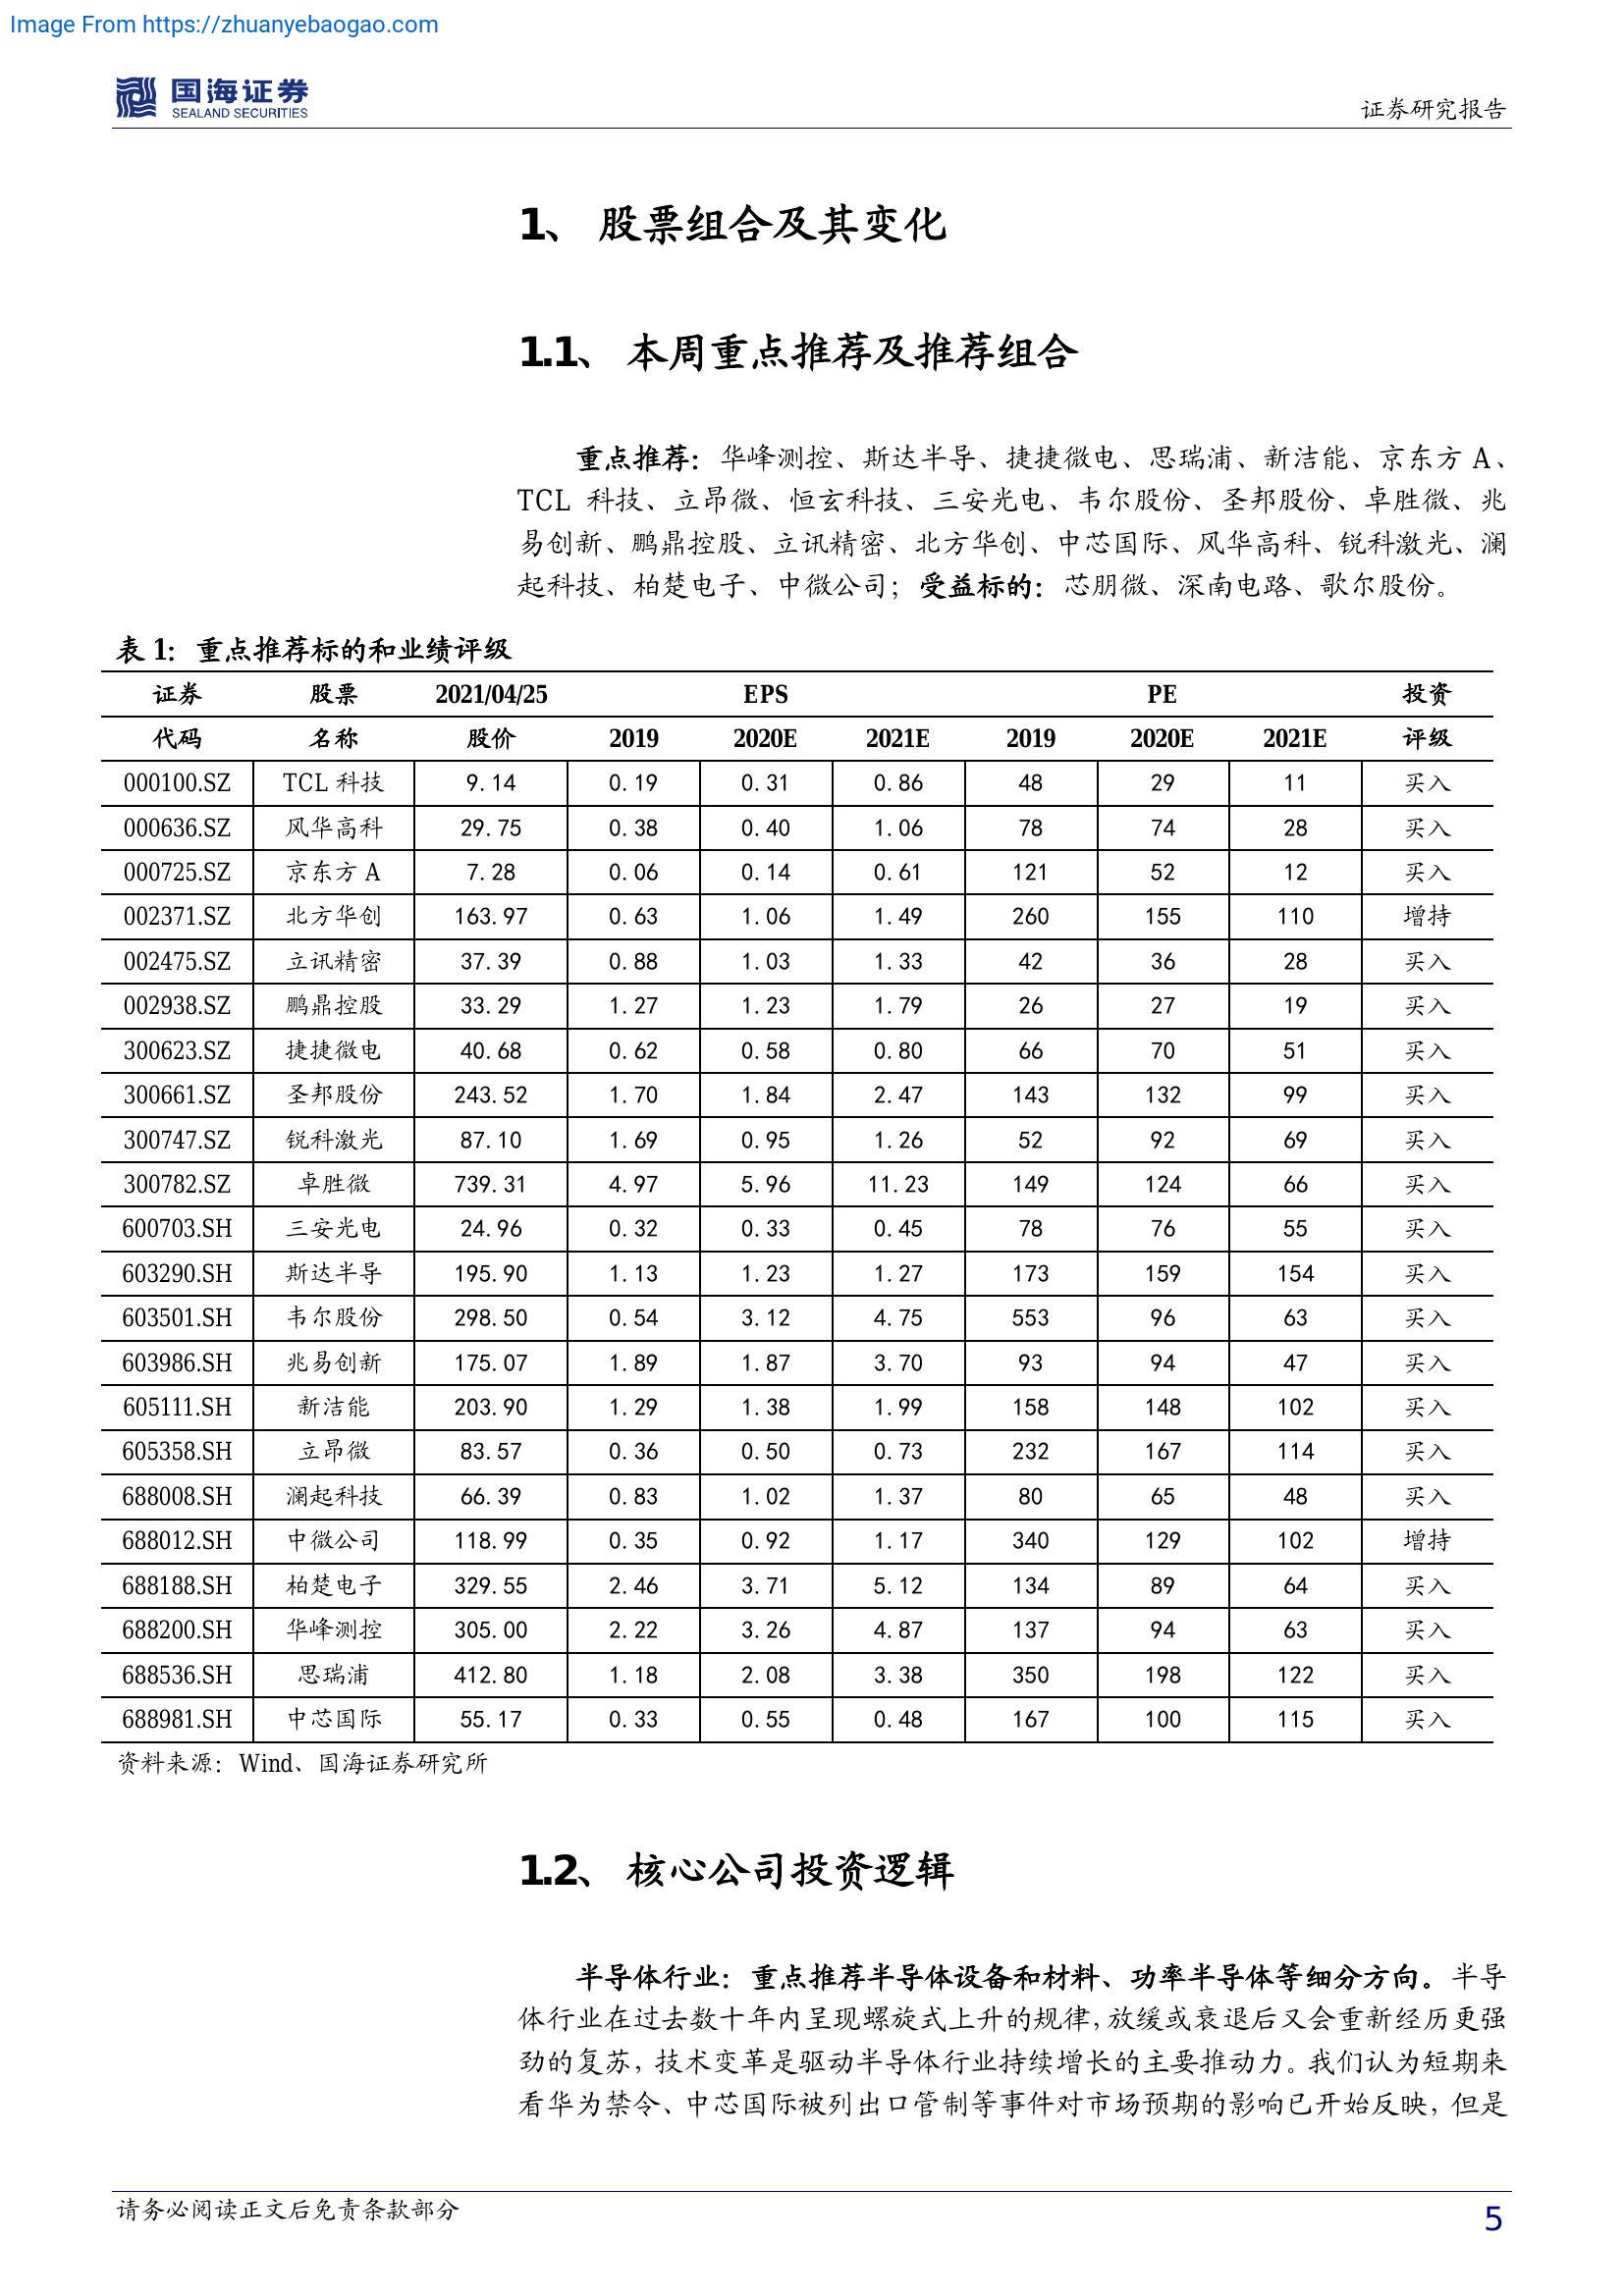 Image From https://zhuanyebaogao.com
国海证券
SEALAND SECURITIES
证券研究报告
1、 股票组合及其变化
1.1、 本周重点推荐及推荐组合
重点推荐：华峰测控、斯达半导、捷捷微电、思瑞浦、新洁能、京东方 A、
TCL 科技、立昂微、恒玄科技、三安光电、韦尔股份、圣邦股份、卓胜微、兆
易创新、鹏鼎控股、立讯精密、北方华创、中芯国际、风华高科、锐科激光、澜
起科技、柏楚电子、中微公司；受益标的：芯朋微、深南电路、歌尔股份。
表 1：重点推荐标的和业绩评级
证券 股票 2021/04/25 EPS PE 投资
代码 名称 股价 2019 2020E 2021E 2019 2020E 2021E 评级
000100.SZ TCL 科技 9.14 0.19 0.31 0.86 48 29 11 买入
000636.SZ 风华高科 29.75 0.38 0.40 1.06 78 74 28 买入
000725.SZ 京东方 A 7.28 0.06 0.14 0.61 121 52 12 买入
002371.SZ 北方华创 163.97 0.63 1.06 1.49 260 155 110 增持
002475.SZ 立讯精密 37.39 0.88 1.03 1.33 42 36 28 买入
002938.SZ 鹏鼎控股 33.29 1.27 1.23 1.79 26 27 19 买入
300623.SZ 捷捷微电 40.68 0.62 0.58 0.80 66 70 51 买入
300661.SZ 圣邦股份 243.52 1.70 1.84 2.47 143 132 99 买入
300747.SZ 锐科激光 87.10 1.69 0.95 1.26 52 92 69 买入
300782.SZ 卓胜微 739.31 4.97 5.96 11.23 149 124 66 买入
600703.SH 三安光电 24.96 0.32 0.33 0.45 78 76 55 买入
603290.SH 斯达半导 195.90 1.13 1.23 1.27 173 159 154 买入
603501.SH 韦尔股份 298.50 0.54 3.12 4.75 553 96 63 买入
603986.SH 兆易创新 175.07 1.89 1.87 3.70 93 94 47 买入
605111.SH 新洁能 203.90 1.29 1.38 1.99 158 148 102 买入
605358.SH 立昂微 83.57 0.36 0.50 0.73 232 167 114 买入
688008.SH 澜起科技 66.39 0.83 1.02 1.37 80 65 48 买入
688012.SH 中微公司 118.99 0.35 0.92 1.17 340 129 102 增持
688188.SH 柏楚电子 329.55 2.46 3.71 5.12 134 89 64 买入
688200.SH 华峰测控 305.00 2.22 3.26 4.87 137 94 63 买入
688536.SH 思瑞浦 412.80 1.18 2.08 3.38 350 198 122 买入
688981.SH 中芯国际 55.17 0.33 0.55 0.48 167 100 115 买入
资料来源：Wind、国海证券研究所
1.2、 核心公司投资逻辑
半导体行业：重点推荐半导体设备和材料、功率半导体等细分方向。半导
体行业在过去数十年内呈现螺旋式上升的规律，放缓或衰退后又会重新经历更强
劲的复苏，技术变革是驱动半导体行业持续增长的主要推动力。我们认为短期来
看华为禁令、中芯国际被列出口管制等事件对市场预期的影响已开始反映，但是
请务必阅读正文后免责条款部分
5